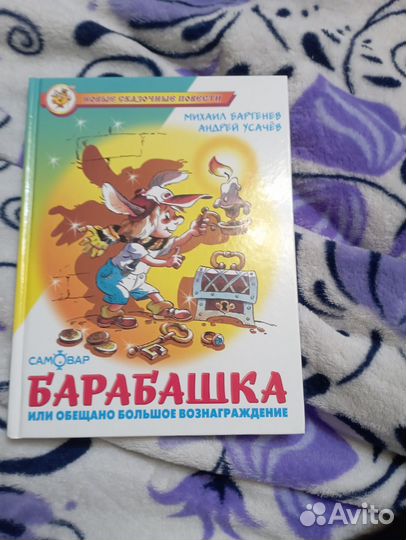 НОВЫЕ СКАЗОЧНЫЕ ПОВЕСТИ
МИХАИЛ БАРТЕНЕВ
АНДРЕЙ УСАЧЁВ
САМОВАР
БАРАБАШКА
ИЛИ ОБЕЩАНО БОЛЬШОЕ ВОЗНАГРАЖДЕНИЕ
Avito